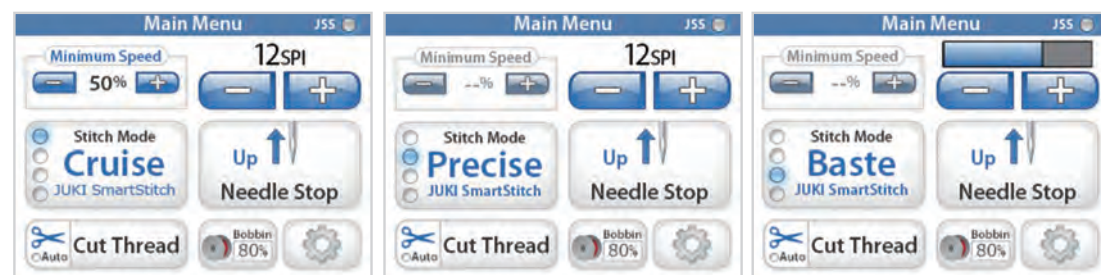 Main Menu JSS
Minimum Speed
12SPI
50%
Stitch Mode
Cruise
JUKI SmartStitch
Up
Needle Stop
Auto
Cut Thread
Bobbin
80%
Main Menu JSS
Minimum Speed
12SPI
--%
Stitch Mode
Precise
JUKI SmartStitch
Up
Needle Stop
Auto
Cut Thread
Bobbin
80%
Main Menu JSS
Minimum Speed
--%
Stitch Mode
Baste
JUKI SmartStitch
Up
Needle Stop
Auto
Cut Thread
Bobbin
80%